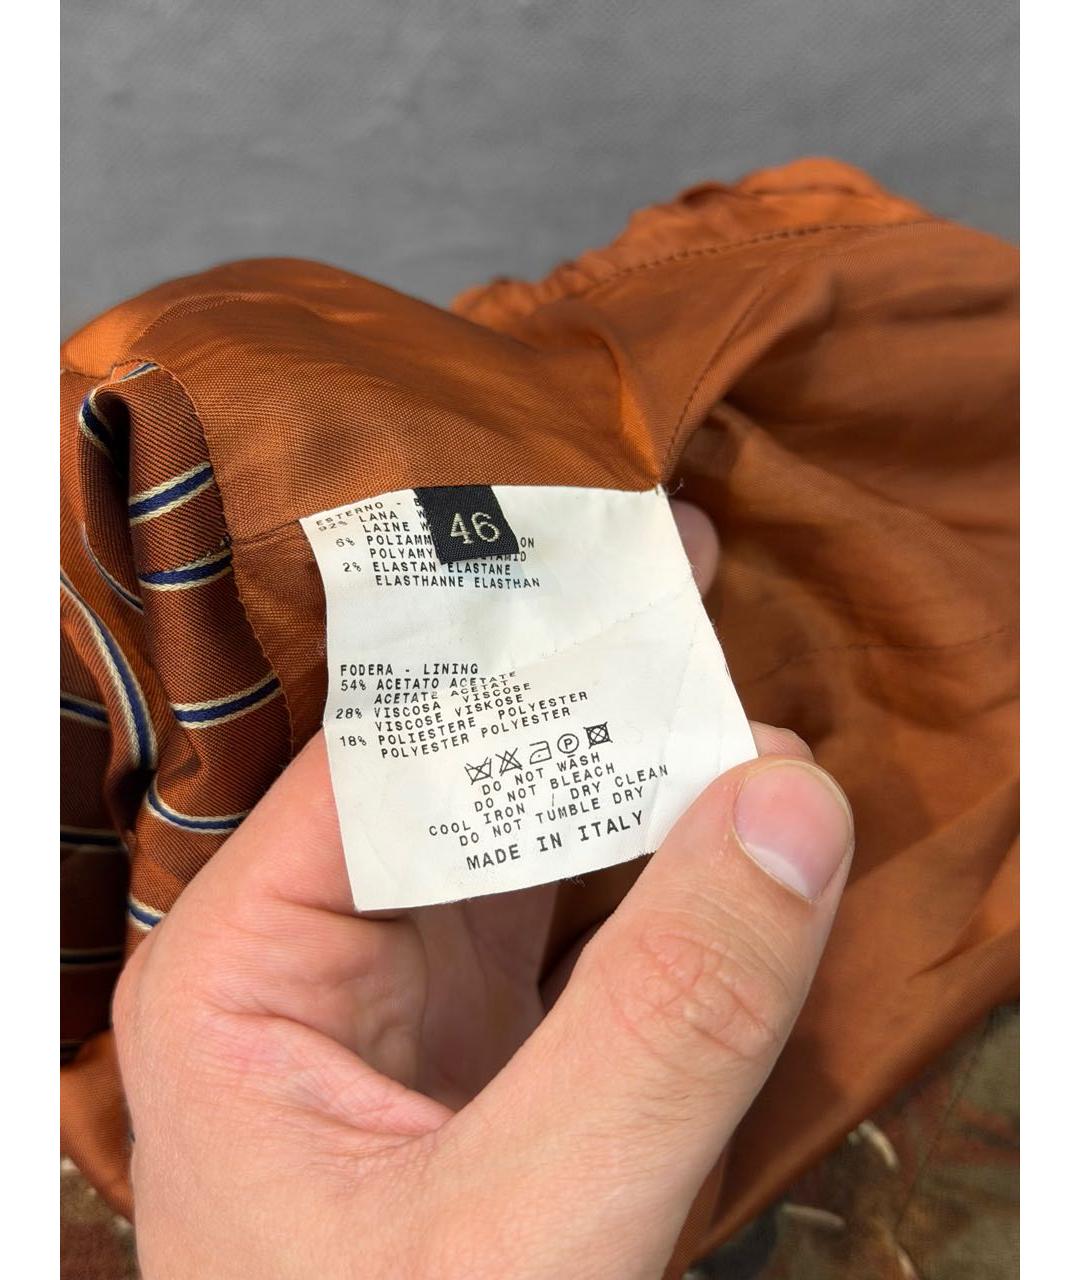 ESTERNO -
92% LANA
LAINE
6% POLIAMM
POLYAMY
2% ELASTAN ELASTANE
ELASTHANNE ELASTHAN
46
FODERA - LINING
54% ACETATO ACETATE
ACETATE ACETAT
28% VISCOSA VISCOSE
VISCOSE VISKOSE
18% POLIESTERE POLYESTER
POLYESTER POLYESTER
P
DO NOT WASH
DO NOT BLEACH
COOL IRON / DRY CLEAN
DO NOT TUMBLE DRY
MADE IN ITALY